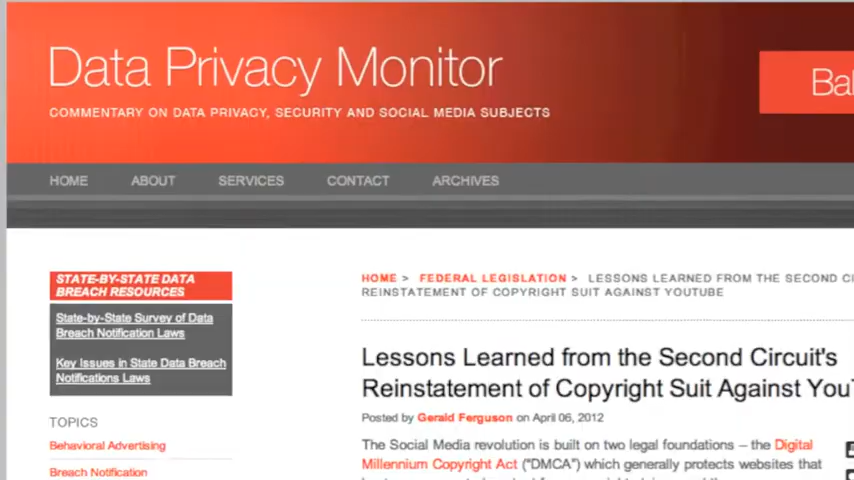 Data Privacy Monitor
COMMENTARY ON DATA PRIVACY, SECURITY AND SOCIAL MEDIA SUBJECTS
HOME ABOUT SERVICES CONTACT ARCHIVES
STATE-BY-STATE DATA
BREACH RESOURCES
State-by-State Survey of Data
Breach Notification Laws
Key Issues in State Data Breach
Notifications Laws
TOPICS
Behavioral Advertising
Breach Notification
HOME > FEDERAL LEGISLATION > LESSONS LEARNED FROM THE SECOND
REINSTATEMENT OF COPYRIGHT SUIT AGAINST YOUTUBE
Lessons Learned from the Second Circuit's
Reinstatement of Copyright Suit Against
Posted by Gerald Ferguson on April 06, 2012
The Social Media revolution is built on two legal foundations – the Digital
Millennium Copyright Act ("DMCA") which generally protects websites that